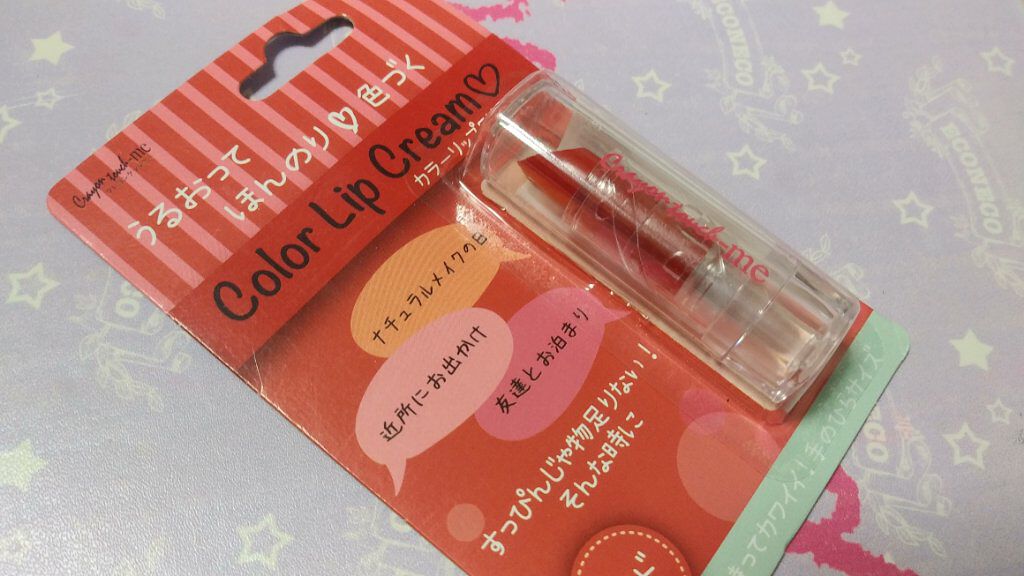 Crayon touch-me
うるおって
ほんのり♡色づく
Color Lip Cream♡
カラーリップ
Crayon touch-me
ナチュラルメイクの日
近所にお出かけ
友達とお泊まり
すっぴんじゃ物足りない！
そんな時に
ってカワイイ！手のひらサイズ
ECONECO